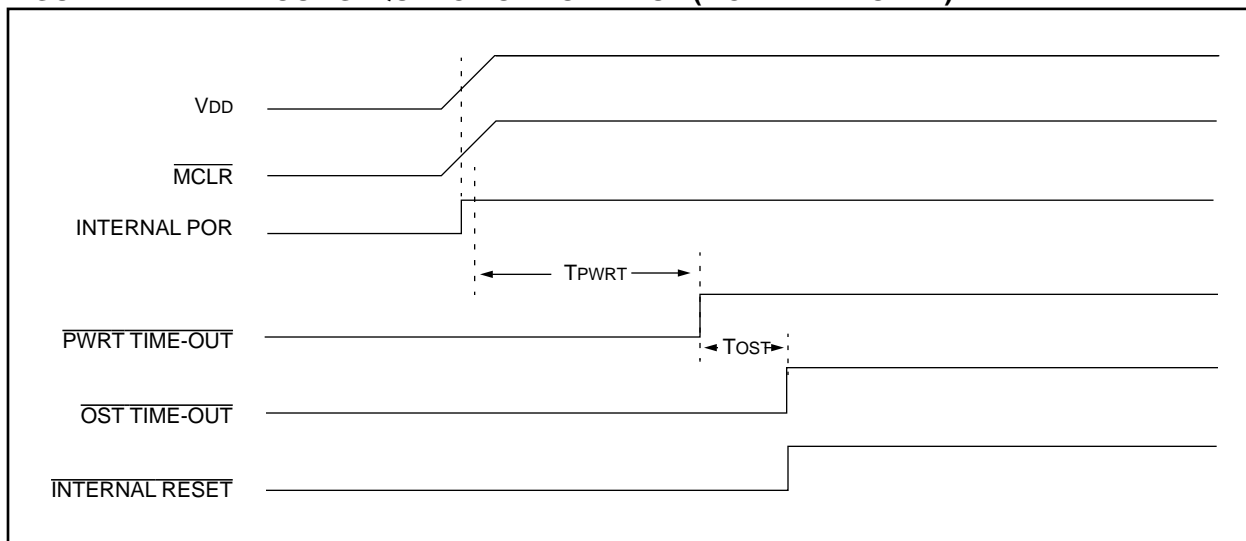 VDD
MCLR
INTERNAL POR
TPWRT
PWRT TIME-OUT
TOST
OST TIME-OUT
INTERNAL RESET